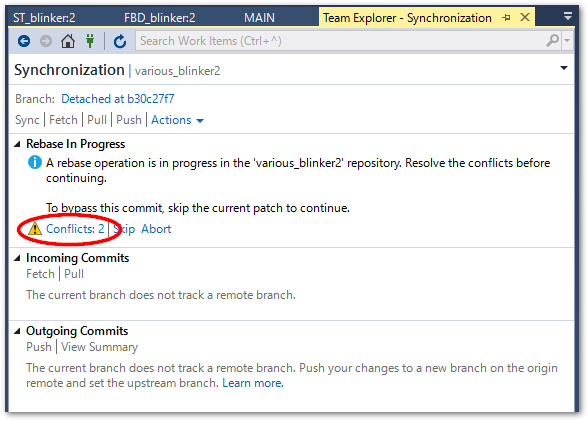 ST_blinker:2 FBD_blinker:2 MAIN Team Explorer - Synchronization
Search Work Items (Ctrl+^)
Synchronization | various_blinker2
Branch: Detached at b30c27f7
Sync | Fetch | Pull | Push | Actions
Rebase In Progress
A rebase operation is in progress in the 'various_blinker2' repository. Resolve the conflicts before
continuing.
To bypass this commit, skip the current patch to continue.
Conflicts: 2 | Skip Abort
Incoming Commits
Fetch | Pull
The current branch does not track a remote branch.
Outgoing Commits
Push | View Summary
The current branch does not track a remote branch. Push your changes to a new branch on the origin
remote and set the upstream branch. Learn more.